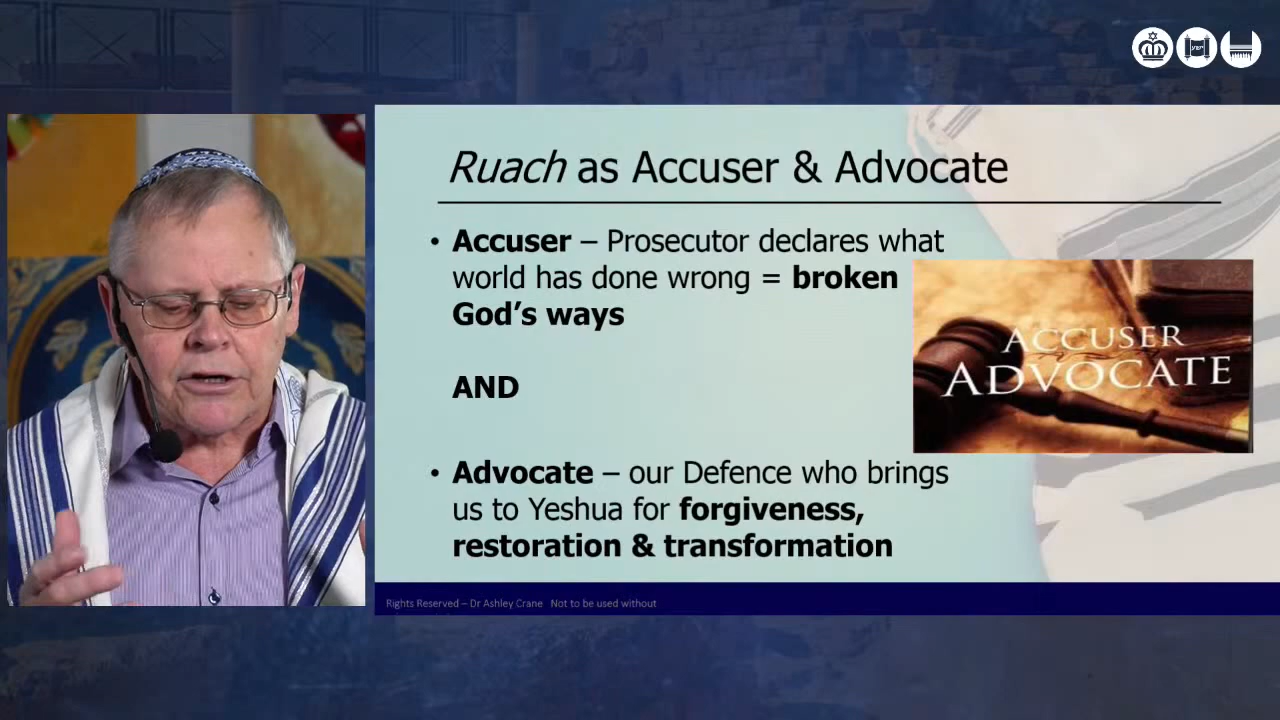 Ruach as Accuser & Advocate
• Accuser – Prosecutor declares what
world has done wrong = broken
God's ways
AND
• Advocate – our Defence who brings
us to Yeshua for forgiveness,
restoration & transformation
ACCUSER
ADVOCATE
Rights Reserved – Dr Ashley Crane Not to be used without